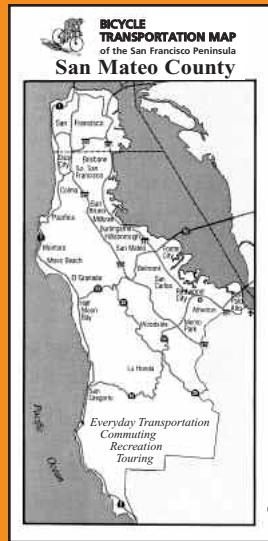 BICYCLE
TRANSPORTATION MAP
of the San Francisco Peninsula
San Mateo County
San Francisco
Daly
City
Brisbane
So. San
Francisco
Colma
San
Bruno
Pacifica
Millbrae
Burlingame
Hillsborough
San Mateo
Foster
City
Montara
Moss Beach
Belmont
San
Carlos
El Granada
Redwood
City
Half
Moon
Bay
Atherton
Palo
Alto
Woodside
Menlo
Park
La Honda
San
Gregorio
Everyday Transportation
Commuting
Recreation
Touring
Pacific
Ocean